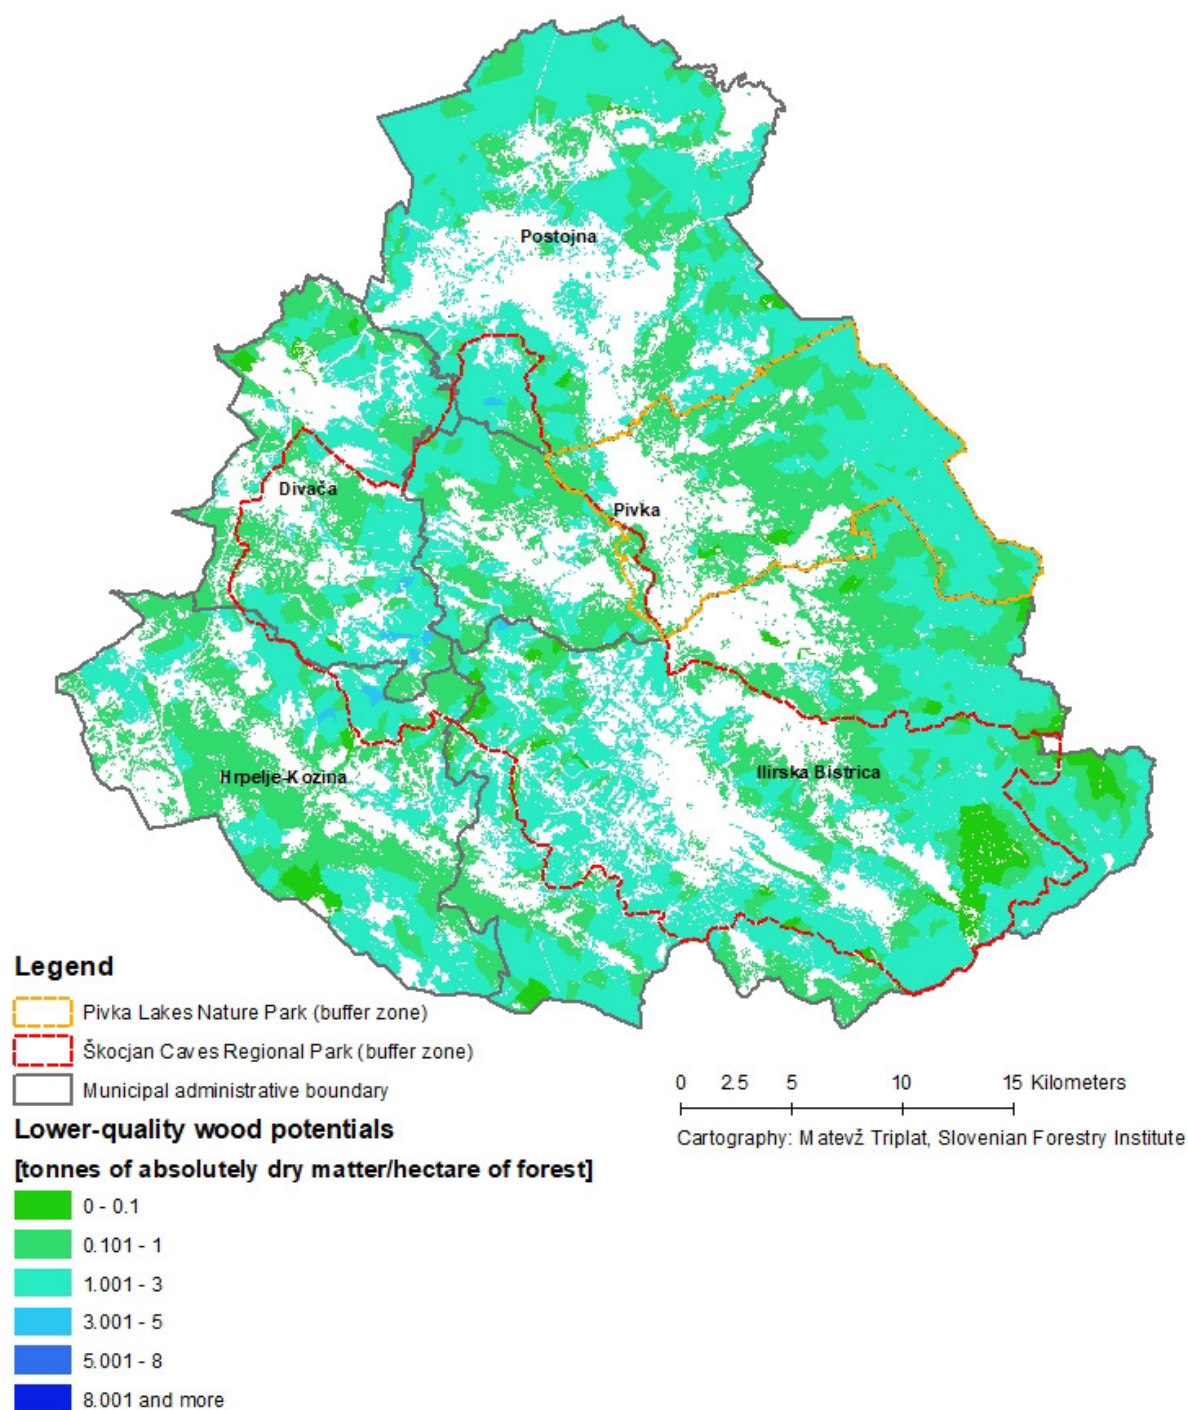 Postojna
Divača
Pivka
Hrpelje-Kozina
Ilirska Bistrica
Legend
Pivka Lakes Nature Park (buffer zone)
Škocjan Caves Regional Park (buffer zone)
Municipal administrative boundary
0 2.5 5 10 15 Kilometers
Cartography: Matevž Triplat, Slovenian Forestry Institute
Lower-quality wood potentials
[tonnes of absolutely dry matter/hectare of forest]
0 - 0.1
0.101 - 1
1.001 - 3
3.001 - 5
5.001 - 8
8.001 and more